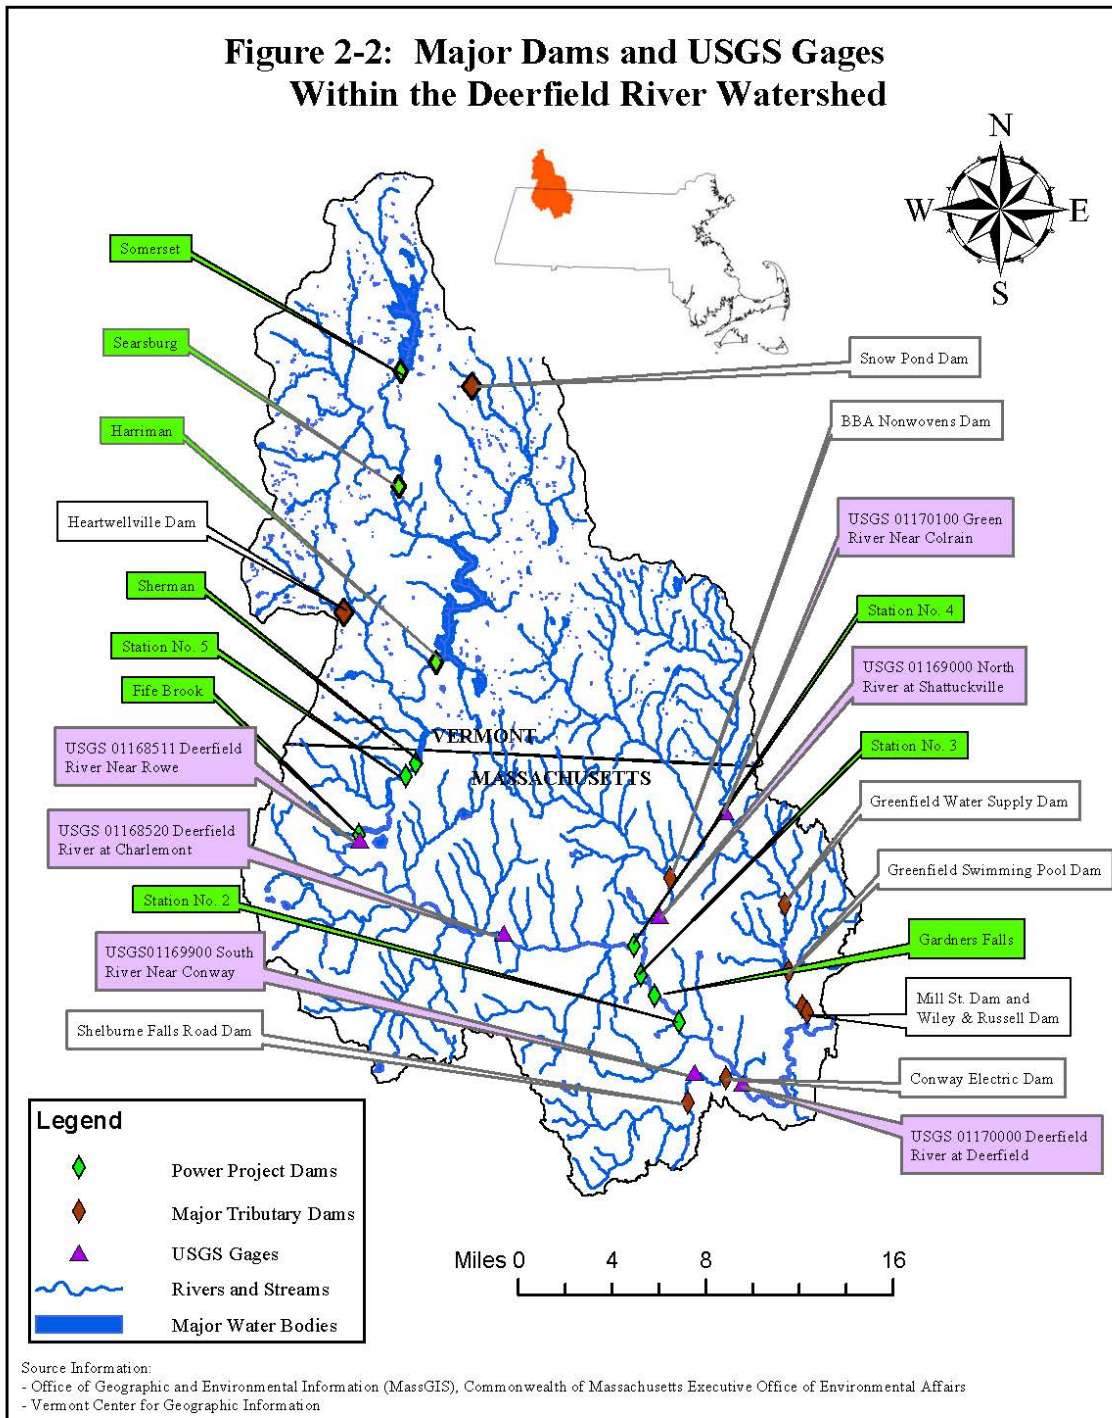 Figure 2-2: Major Dams and USGS Gages
Within the Deerfield River Watershed
N
W
E
S
Somerset
Searsburg
Harriman
Heartwellville Dam
Sherman
Station No. 5
Fife Brook
USGS 01168511 Deerfield
River Near Rowe
USGS 01168520 Deerfield
River at Charlemont
Station No. 2
USGS01169900 South
River Near Conway
Shelburne Falls Road Dam
VERMONT
MASSACHUSETTS
Snow Pond Dam
BBA Nonwovens Dam
USGS 01170100 Green
River Near Colrain
Station No. 4
USGS 01169000 North
River at Shattuckville
Station No. 3
Greenfield Water Supply Dam
Greenfield Swimming Pool Dam
Gardners Falls
Mill St. Dam and
Wiley & Russell Dam
Conway Electric Dam
USGS 01170000 Deerfield
River at Deerfield
Legend
Power Project Dams
Major Tributary Dams
USGS Gages
Rivers and Streams
Major Water Bodies
Miles 0 4 8 16
Source Information:
- Office of Geographic and Environmental Information (MassGIS), Commonwealth of Massachusetts Executive Office of Environmental Affairs
- Vermont Center for Geographic Information